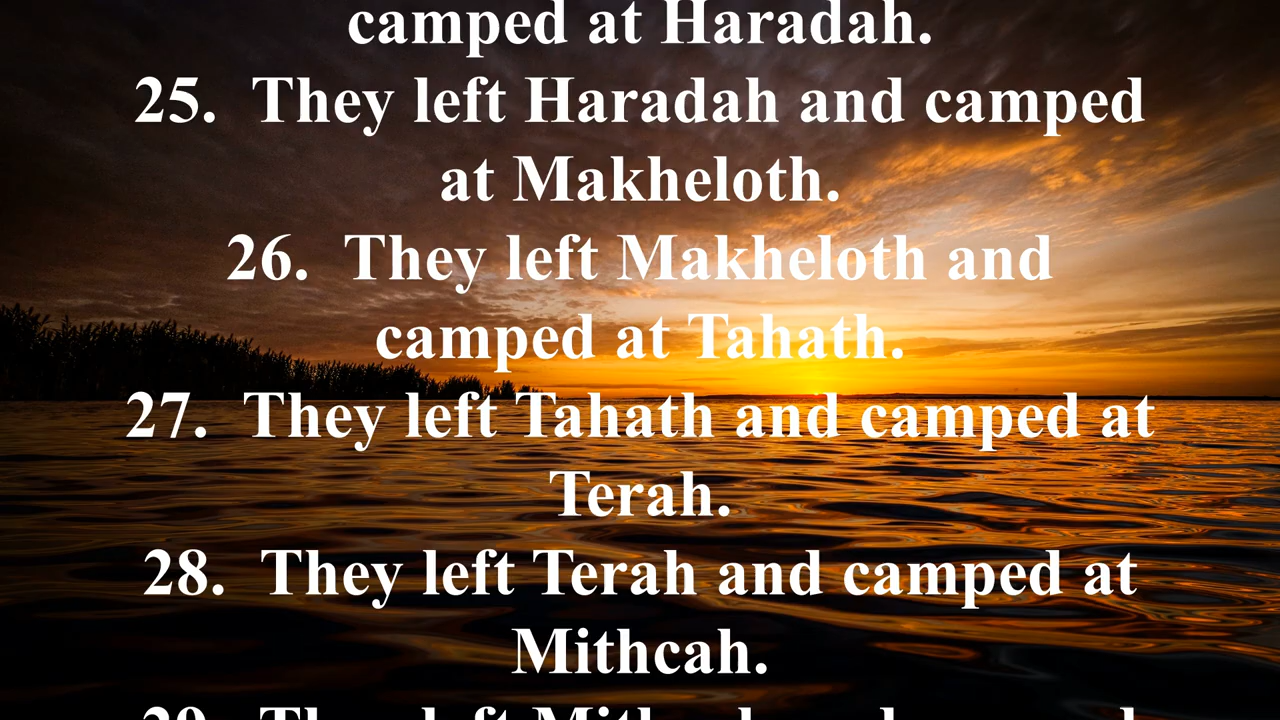 camped at Haradah.
25.  They left Haradah and camped
at Makheloth.
26.  They left Makheloth and
camped at Tahath.
27.  They left Tahath and camped at
Terah.
28.  They left Terah and camped at
Mithcah.